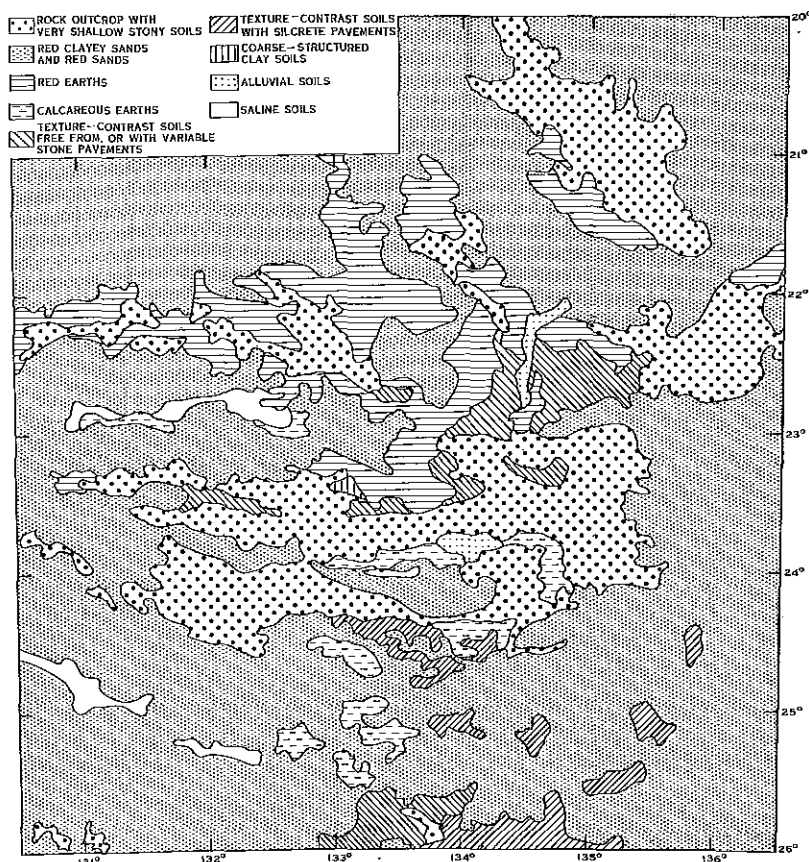 ROCK OUTCROP WITH
VERY SHALLOW STONY SOILS
RED CLAYEY SANDS
AND RED SANDS
RED EARTHS
CALCAREOUS EARTHS
TEXTURE-CONTRAST SOILS
FREE FROM, OR WITH VARIABLE
STONE PAVEMENTS
TEXTURE-CONTRAST SOILS
WITH SILCRETE PAVEMENTS
COARSE-STRUCTURED
CLAY SOILS
ALLUVIAL SOILS
SALINE SOILS
20°
21°
22°
23°
24°
25°
26°
131° 132° 133° 134° 135° 136°